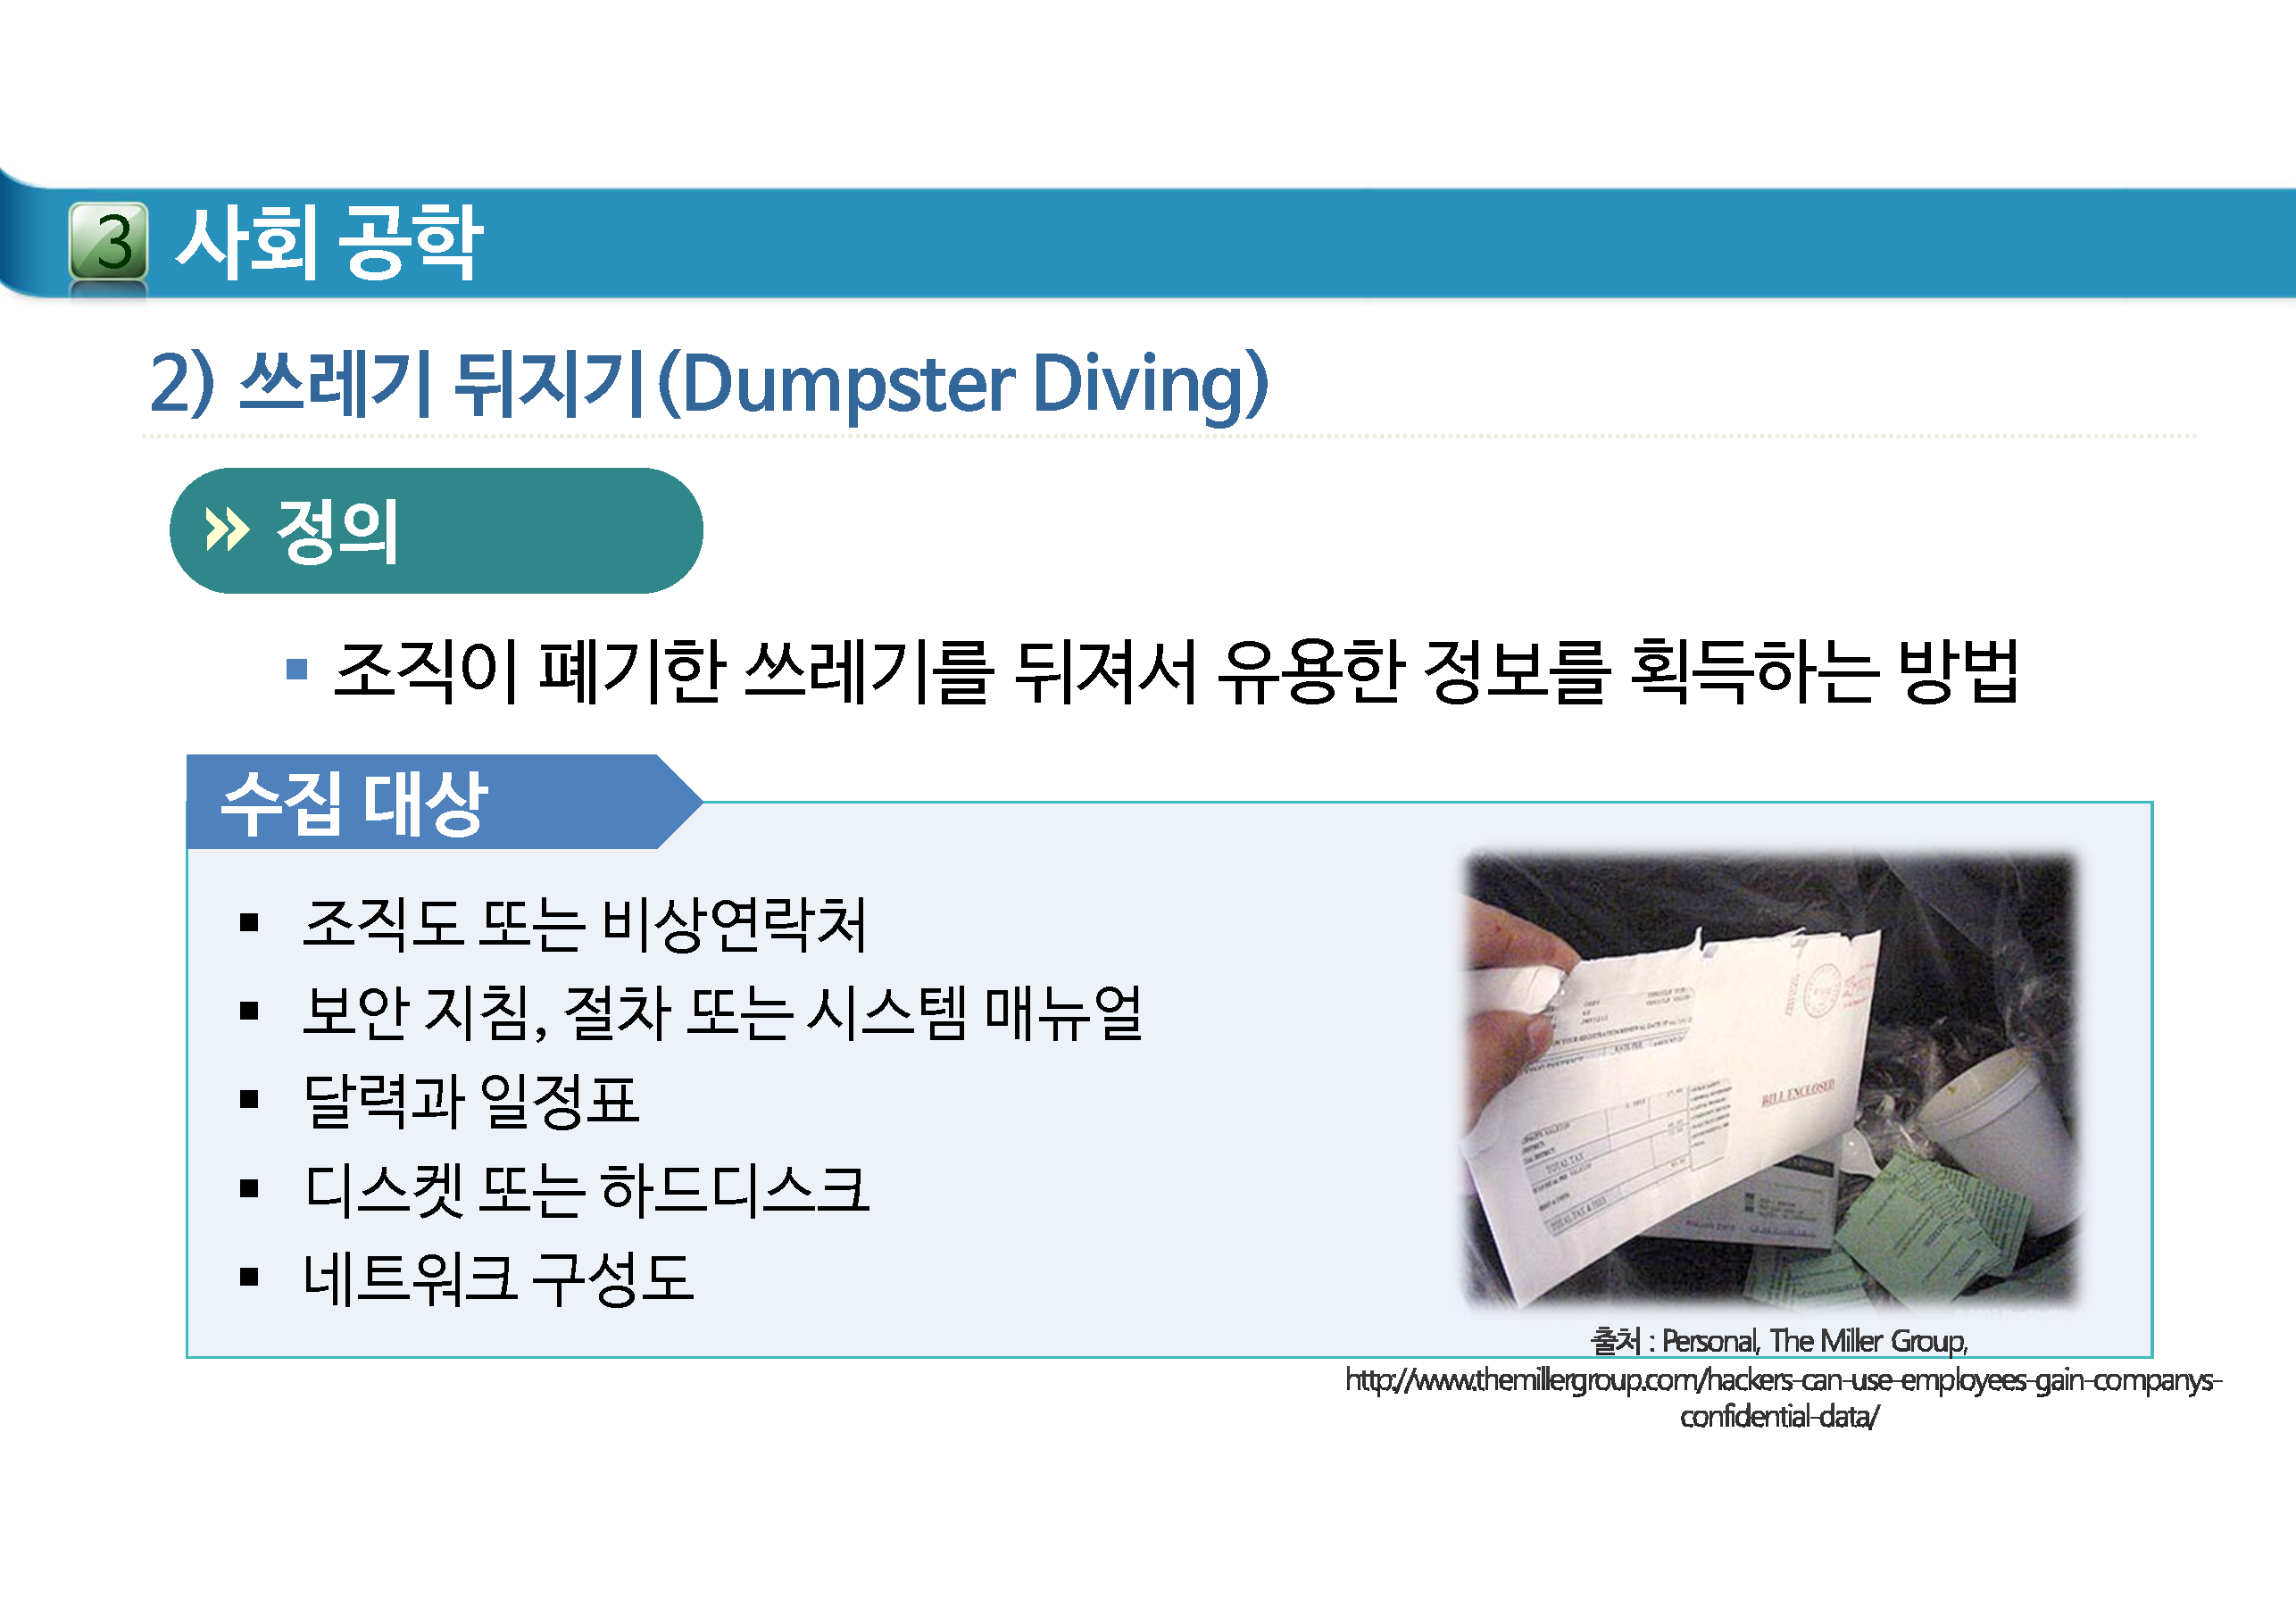 3 사회 공학
2) 쓰레기 뒤지기(Dumpster Diving)
정의
▪ 조직이 폐기한 쓰레기를 뒤져서 유용한 정보를 획득하는 방법
수집 대상
▪ 조직도 또는 비상연락처
▪ 보안 지침, 절차 또는 시스템 매뉴얼
▪ 달력과 일정표
▪ 디스켓 또는 하드디스크
▪ 네트워크 구성도
BILL ENCLOSED
TOTAL TAX
TOTAL TAX & FEES
출처 : Personal, The Miller Group,
http://www.themillergroup.com/hackers-can-use-employees-gain-companys-
confidential-data/